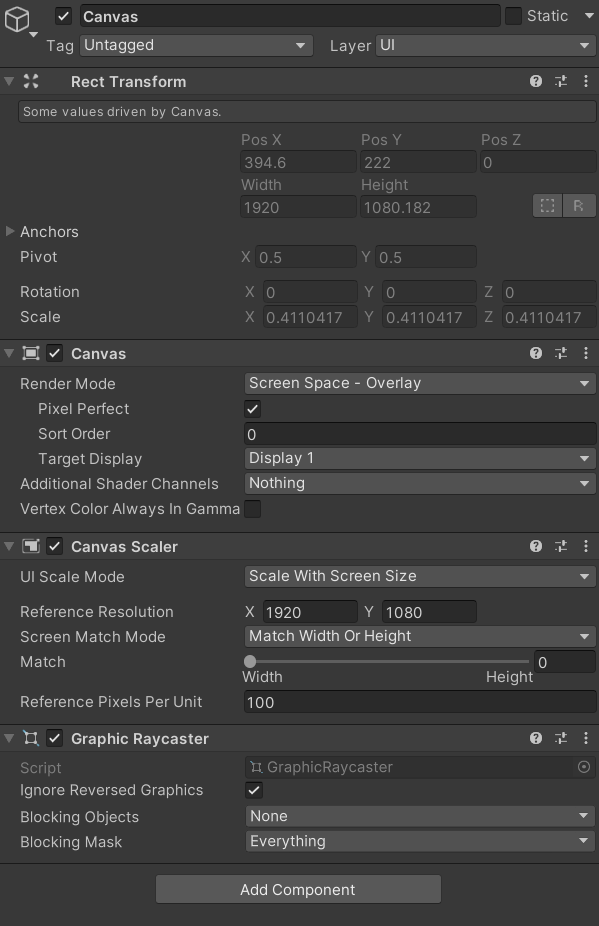 Canvas
Static
Tag Untagged Layer UI
Rect Transform
Some values driven by Canvas.
Pos X Pos Y Pos Z
394.6 222 0
Width Height
1920 1080.182 R
Anchors
Pivot X 0.5 Y 0.5
Rotation X 0 Y 0 Z 0
Scale X 0.4110417 Y 0.4110417 Z 0.4110417
Canvas
Render Mode Screen Space - Overlay
Pixel Perfect
Sort Order 0
Target Display Display 1
Additional Shader Channels Nothing
Vertex Color Always In Gamma
Canvas Scaler
UI Scale Mode Scale With Screen Size
Reference Resolution X 1920 Y 1080
Screen Match Mode Match Width Or Height
Match 0
Width Height
Reference Pixels Per Unit 100
Graphic Raycaster
Script GraphicRaycaster
Ignore Reversed Graphics
Blocking Objects None
Blocking Mask Everything
Add Component